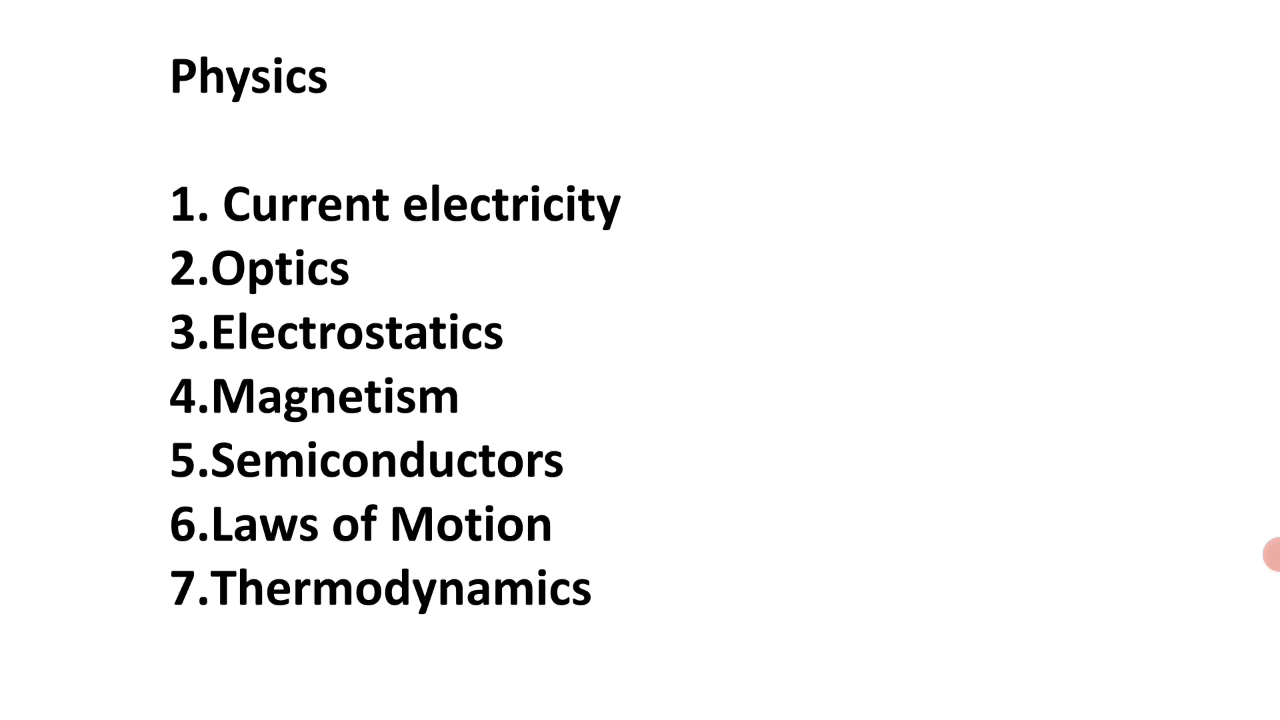 Physics
1. Current electricity
2.Optics
3.Electrostatics
4.Magnetism
5.Semiconductors
6.Laws of Motion
7.Thermodynamics